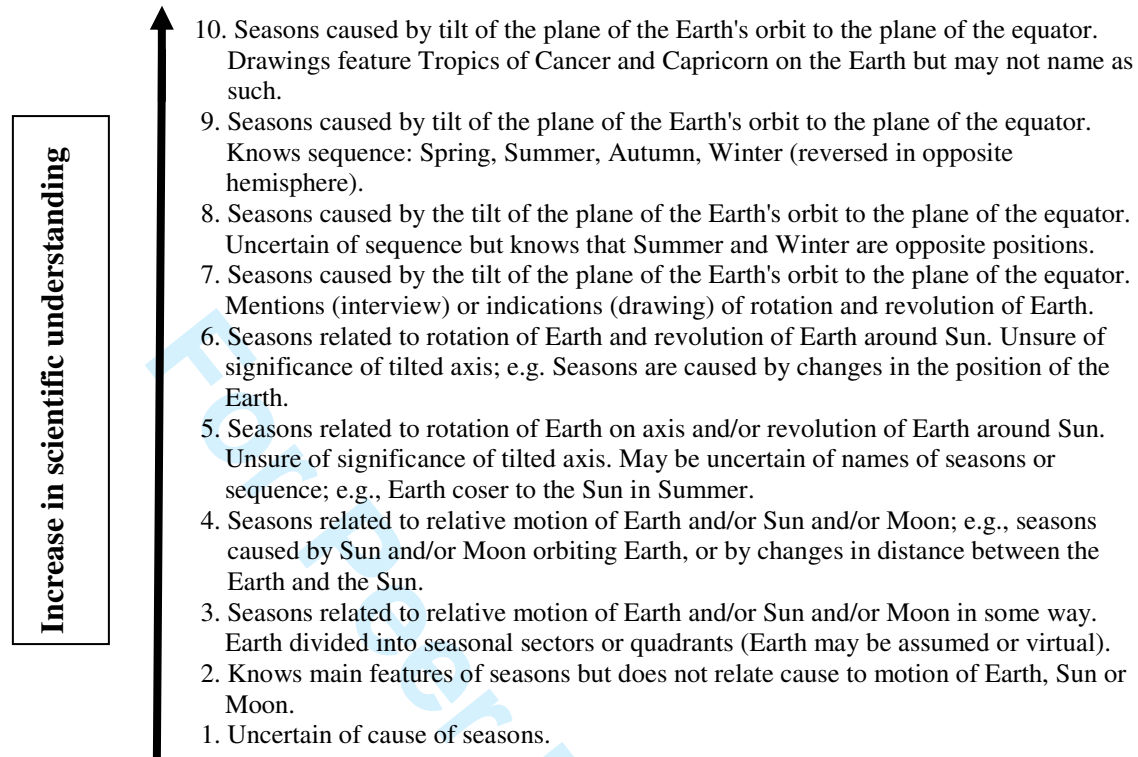 10. Seasons caused by tilt of the plane of the Earth's orbit to the plane of the equator.
Drawings feature Tropics of Cancer and Capricorn on the Earth but may not name as
such.
9. Seasons caused by tilt of the plane of the Earth's orbit to the plane of the equator.
Knows sequence: Spring, Summer, Autumn, Winter (reversed in opposite
hemisphere).
8. Seasons caused by the tilt of the plane of the Earth's orbit to the plane of the equator.
Uncertain of sequence but knows that Summer and Winter are opposite positions.
7. Seasons caused by the tilt of the plane of the Earth's orbit to the plane of the equator.
Mentions (interview) or indications (drawing) of rotation and revolution of Earth.
6. Seasons related to rotation of Earth and revolution of Earth around Sun. Unsure of
significance of tilted axis; e.g. Seasons are caused by changes in the position of the
Earth.
5. Seasons related to rotation of Earth on axis and/or revolution of Earth around Sun.
Unsure of significance of tilted axis. May be uncertain of names of seasons or
sequence; e.g., Earth coser to the Sun in Summer.
4. Seasons related to relative motion of Earth and/or Sun and/or Moon; e.g., seasons
caused by Sun and/or Moon orbiting Earth, or by changes in distance between the
Earth and the Sun.
3. Seasons related to relative motion of Earth and/or Sun and/or Moon in some way.
Earth divided into seasonal sectors or quadrants (Earth may be assumed or virtual).
2. Knows main features of seasons but does not relate cause to motion of Earth, Sun or
Moon.
1. Uncertain of cause of seasons.
Increase in scientific understanding
For Peer